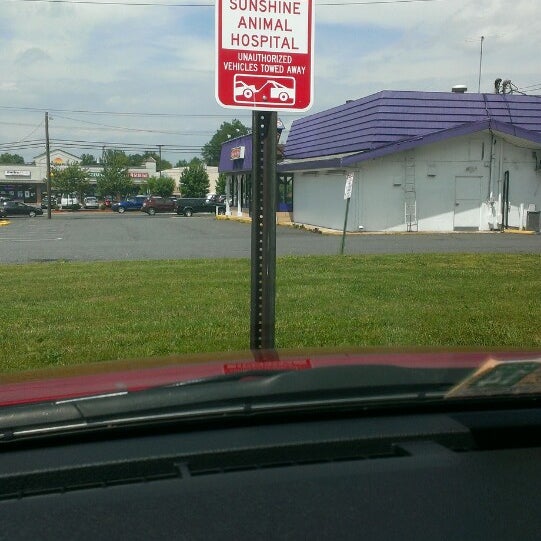 SUNSHINE
ANIMAL
HOSPITAL
UNAUTHORIZED
VEHICLES TOWED AWAY